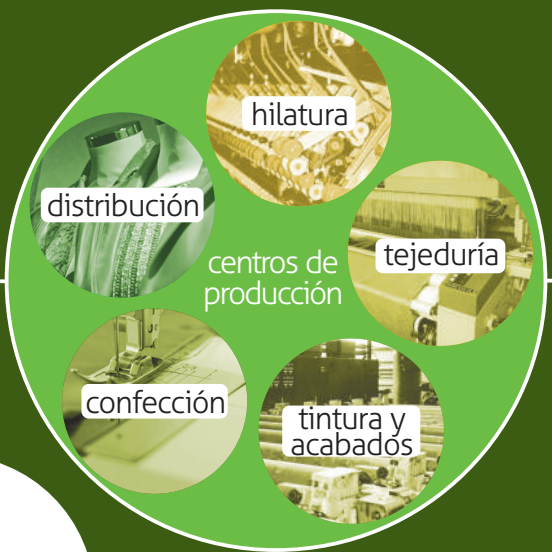 hilatura
distribución
tejeduría
centros de
producción
confección
tintura y
acabados